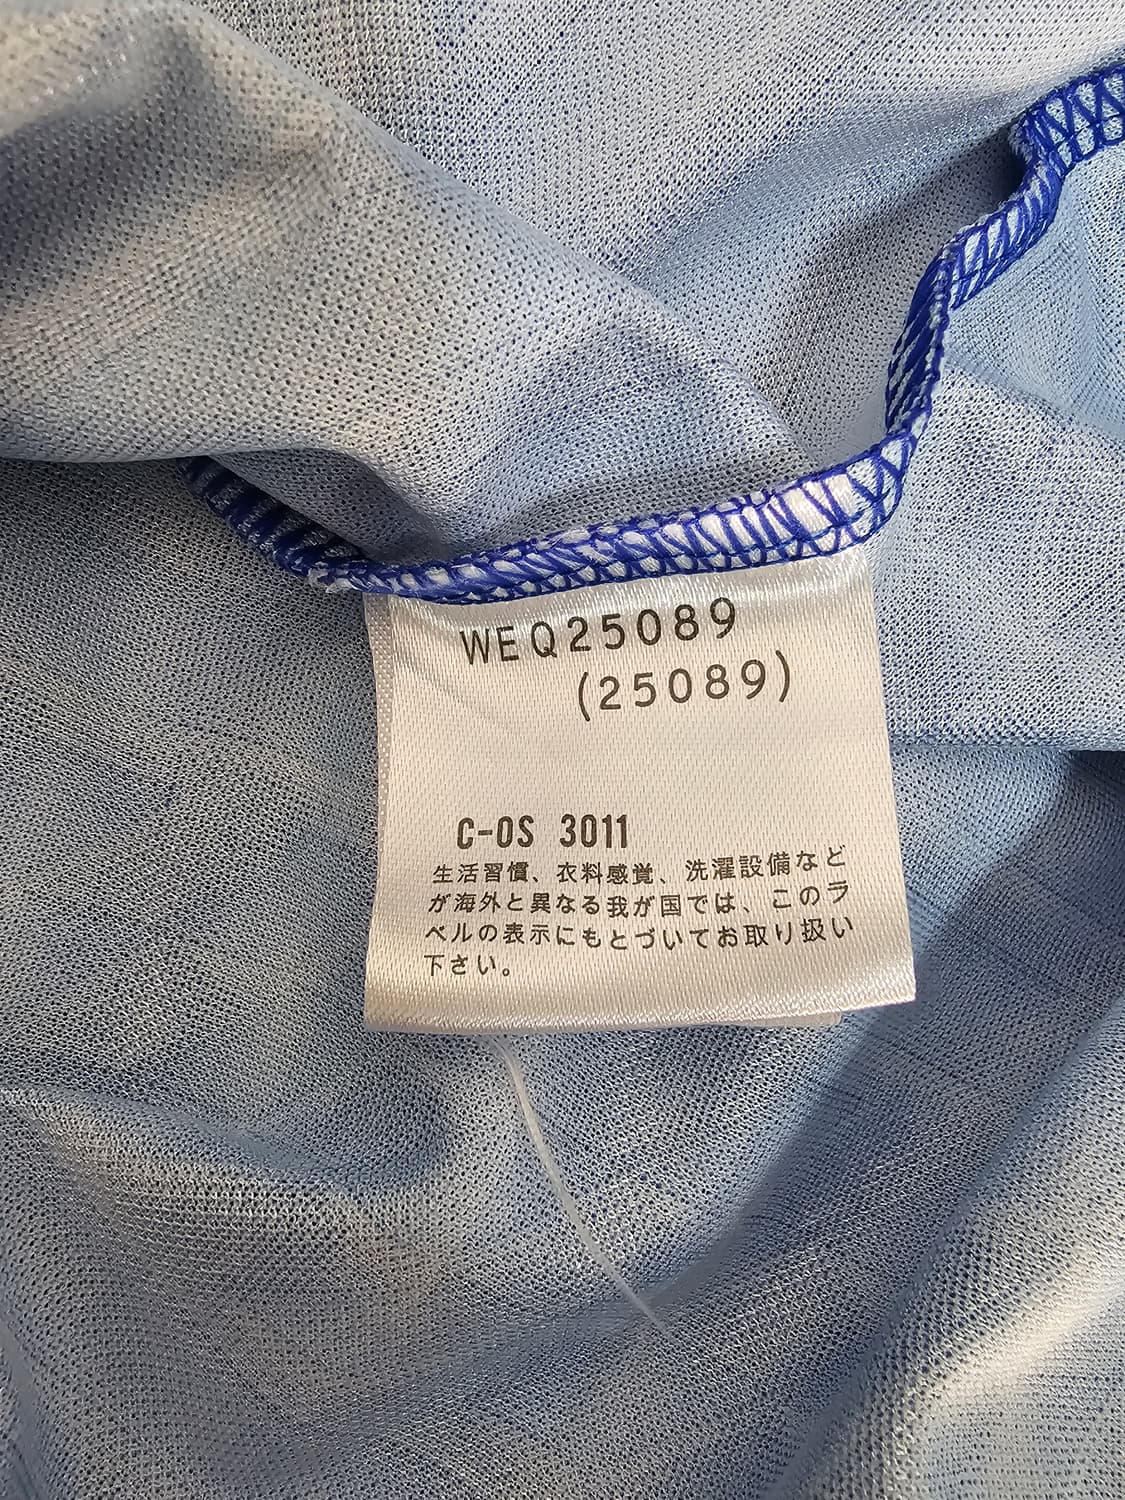 WEQ25089
(25089)
C-OS 3011
生活習慣、衣料感覚、洗濯設備など
が海外と異なる我が国では、このラ
ベルの表示にもとづいてお取り扱い
下さい。